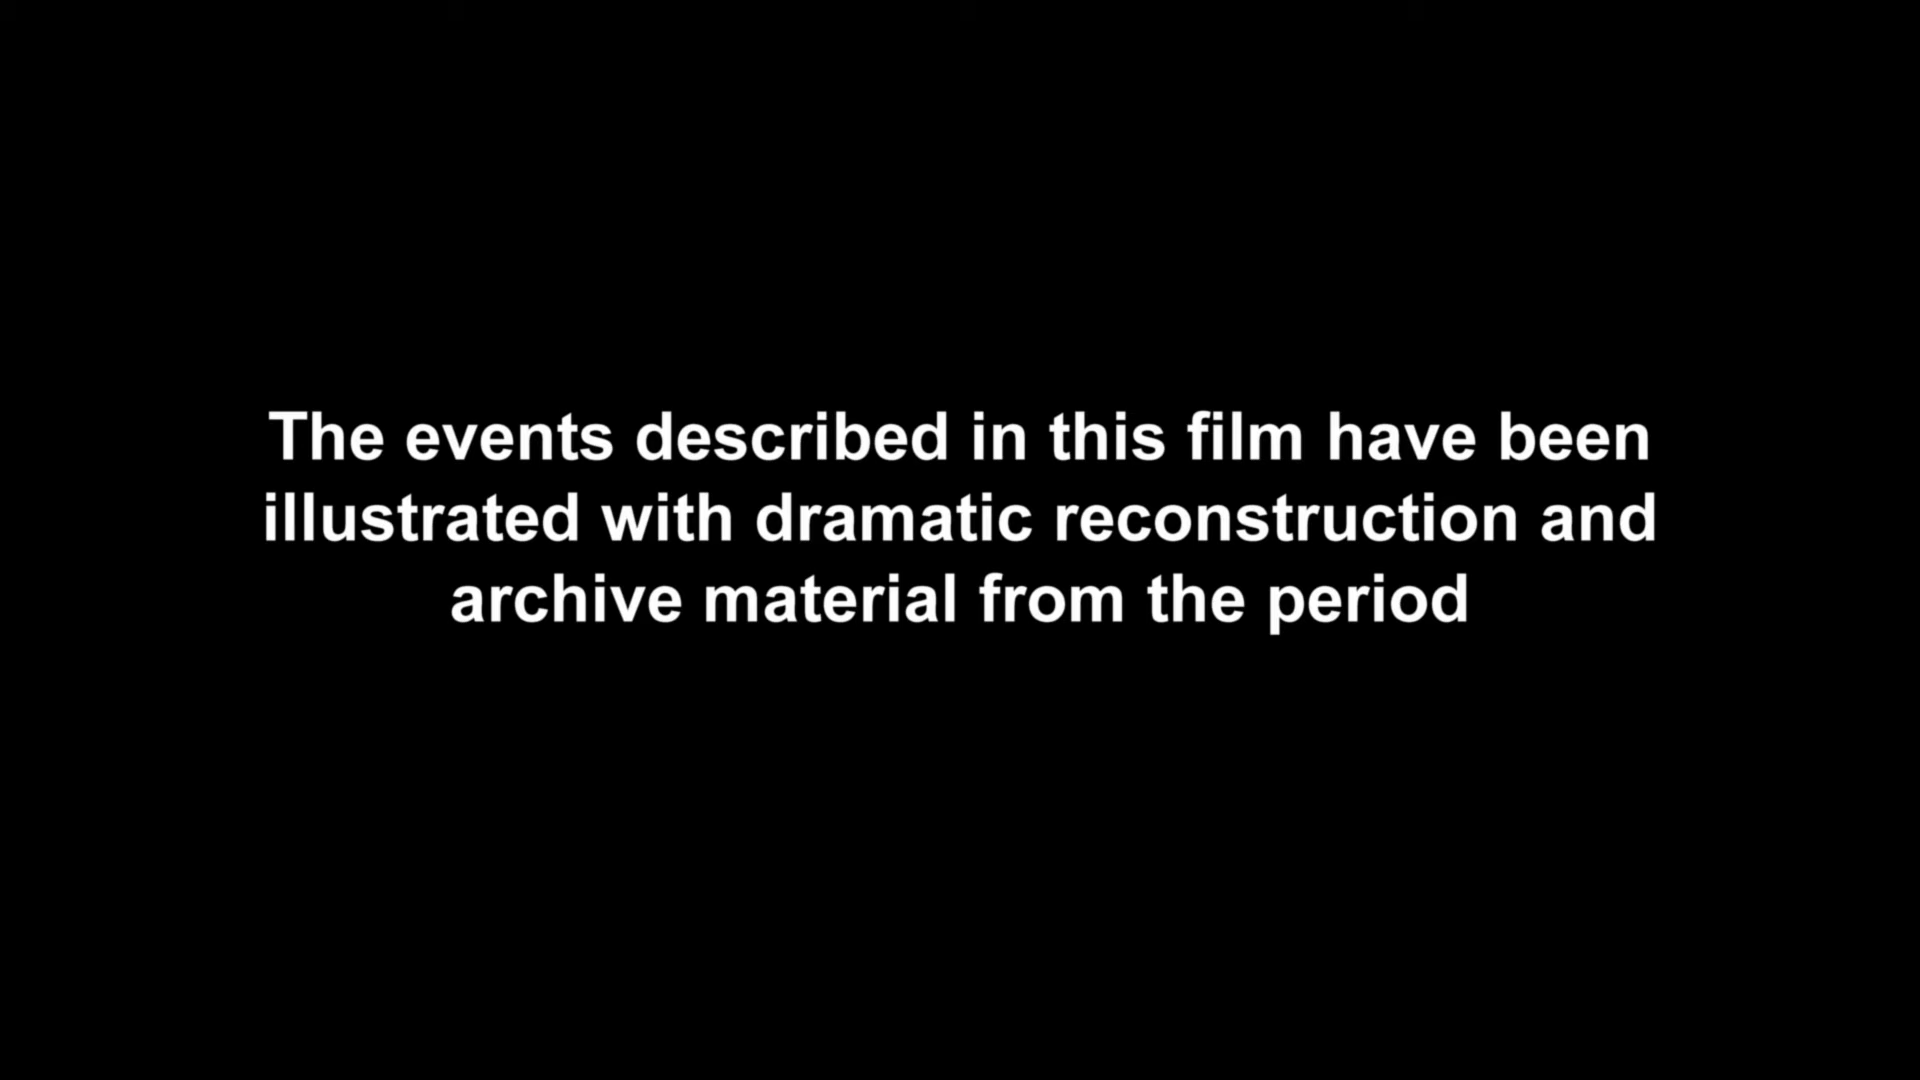 The events described in this film have been
illustrated with dramatic reconstruction and
archive material from the period